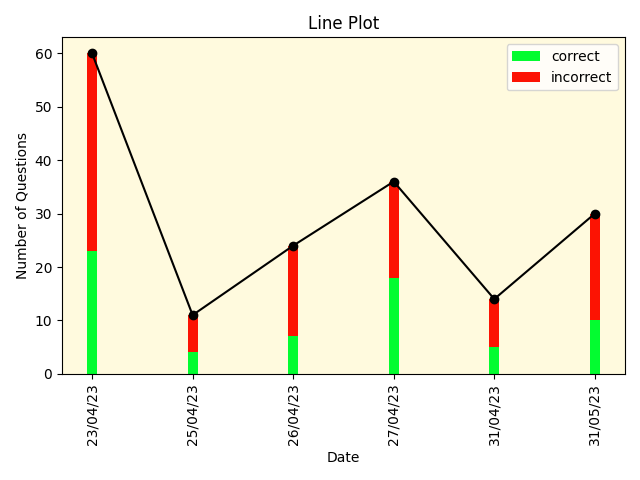 Line Plot
Number of Questions
60
50
40
30
20
10
0
correct
incorrect
23/04/23
25/04/23
26/04/23
27/04/23
31/04/23
31/05/23
Date